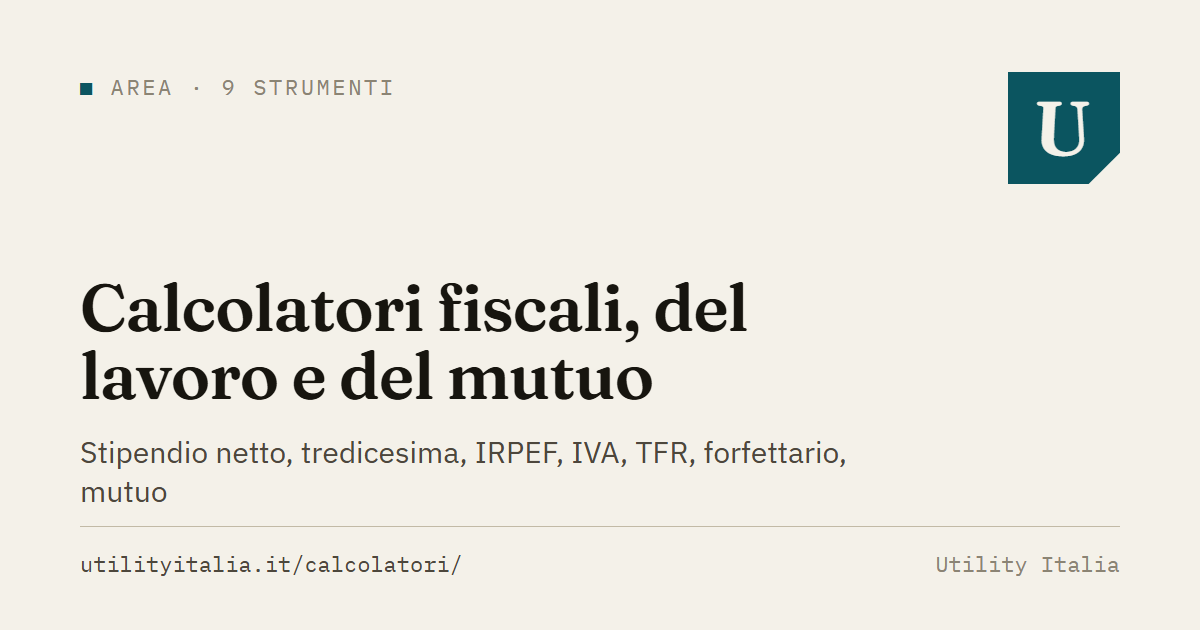 AREA · 9 STRUMENTI
U
Calcolatori fiscali, del
lavoro e del mutuo
Stipendio netto, tredicesima, IRPEF, IVA, TFR, forfettario,
mutuo
utilityitalia.it/calcolatori/
Utility Italia